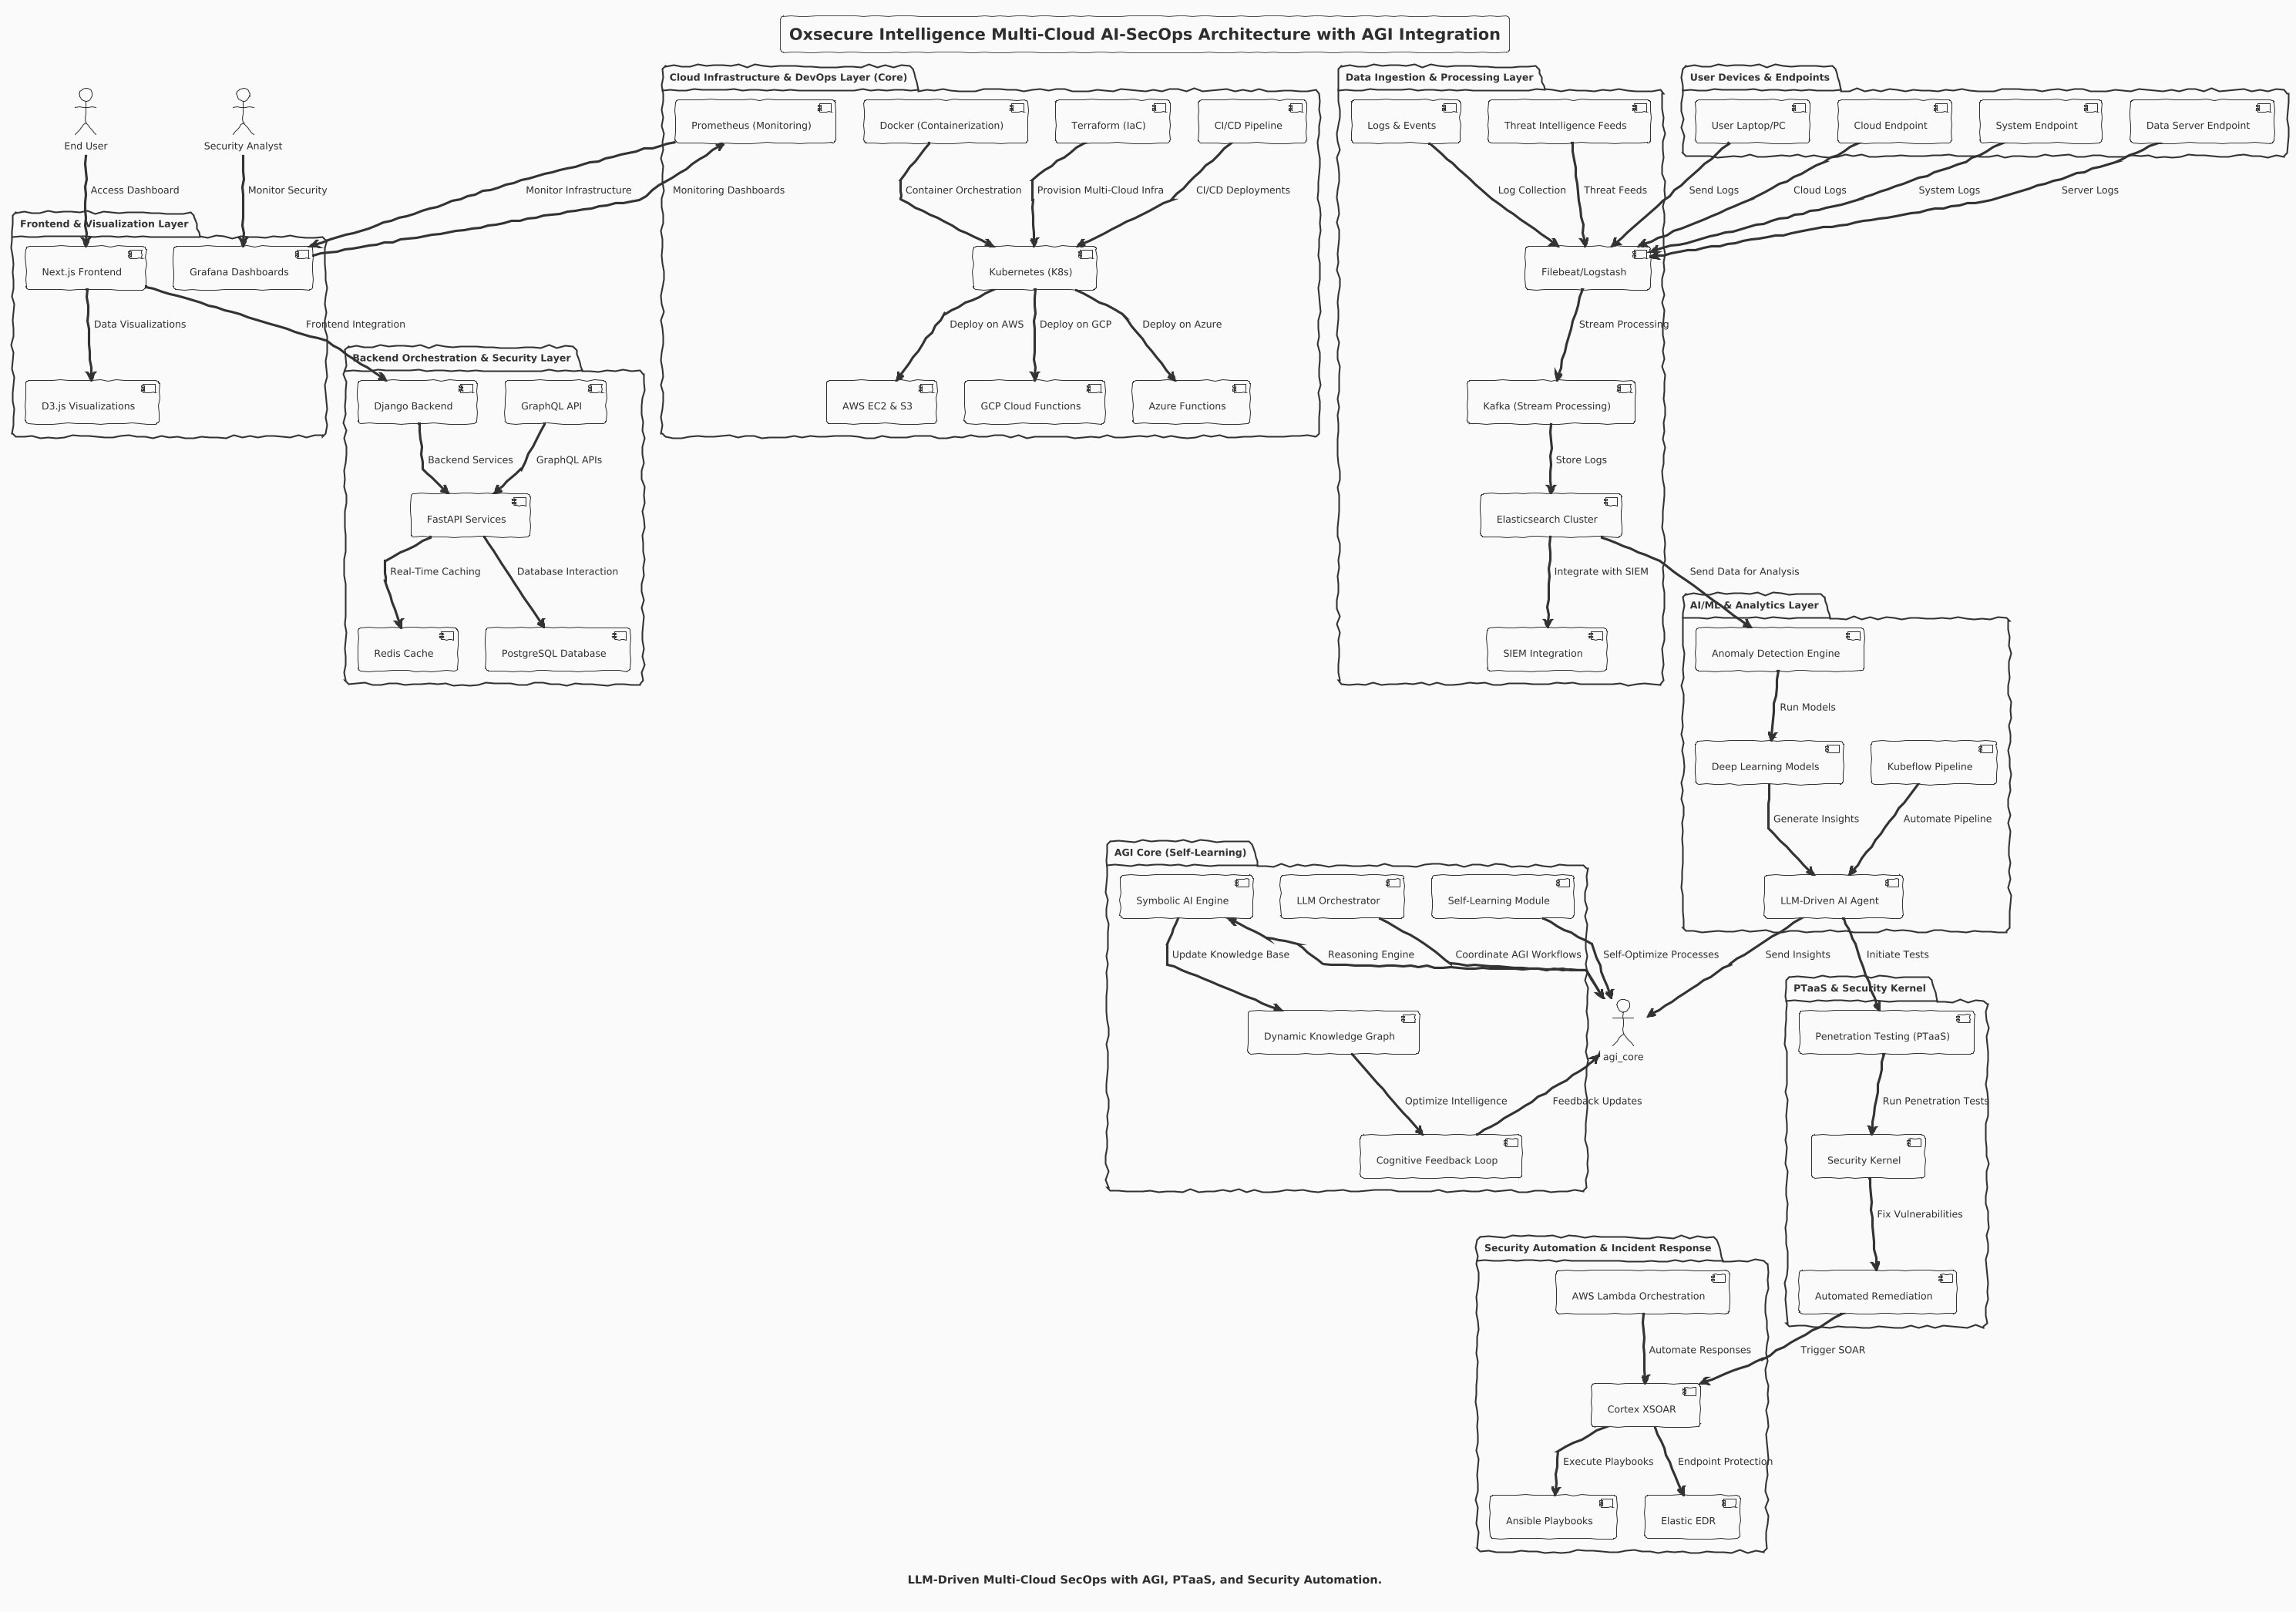 Oxsecure Intelligence Multi-Cloud AI-SecOps Architecture with AGI Integration
End User
Security Analyst
Access Dashboard
Monitor Security
Frontend & Visualization Layer
Next.js Frontend
Grafana Dashboards
Data Visualizations
Frontend Integration
D3.js Visualizations
Backend Orchestration & Security Layer
Django Backend
GraphQL API
Backend Services
GraphQL APIs
FastAPI Services
Real-Time Caching
Database Interaction
Redis Cache
PostgreSQL Database
Cloud Infrastructure & DevOps Layer (Core)
Prometheus (Monitoring)
Docker (Containerization)
Terraform (IaC)
CI/CD Pipeline
Monitor Infrastructure
Monitoring Dashboards
Container Orchestration
Provision Multi-Cloud Infra
CI/CD Deployments
Kubernetes (K8s)
Deploy on AWS
Deploy on GCP
Deploy on Azure
AWS EC2 & S3
GCP Cloud Functions
Azure Functions
Data Ingestion & Processing Layer
Logs & Events
Threat Intelligence Feeds
Log Collection
Threat Feeds
Filebeat/Logstash
Stream Processing
Kafka (Stream Processing)
Store Logs
Elasticsearch Cluster
Integrate with SIEM
Send Data for Analysis
SIEM Integration
User Devices & Endpoints
User Laptop/PC
Cloud Endpoint
System Endpoint
Data Server Endpoint
Send Logs
Cloud Logs
System Logs
Server Logs
AI/ML & Analytics Layer
Anomaly Detection Engine
Run Models
Deep Learning Models
Kubeflow Pipeline
Generate Insights
Automate Pipeline
LLM-Driven AI Agent
Send Insights
Initiate Tests
AGI Core (Self-Learning)
Symbolic AI Engine
LLM Orchestrator
Self-Learning Module
Update Knowledge Base
Reasoning Engine
Coordinate AGI Workflows
Self-Optimize Processes
Dynamic Knowledge Graph
agi_core
Optimize Intelligence
Feedback Updates
Cognitive Feedback Loop
PTaaS & Security Kernel
Penetration Testing (PTaaS)
Run Penetration Tests
Security Kernel
Fix Vulnerabilities
Automated Remediation
Trigger SOAR
Security Automation & Incident Response
AWS Lambda Orchestration
Automate Responses
Cortex XSOAR
Execute Playbooks
Endpoint Protection
Ansible Playbooks
Elastic EDR
LLM-Driven Multi-Cloud SecOps with AGI, PTaaS, and Security Automation.